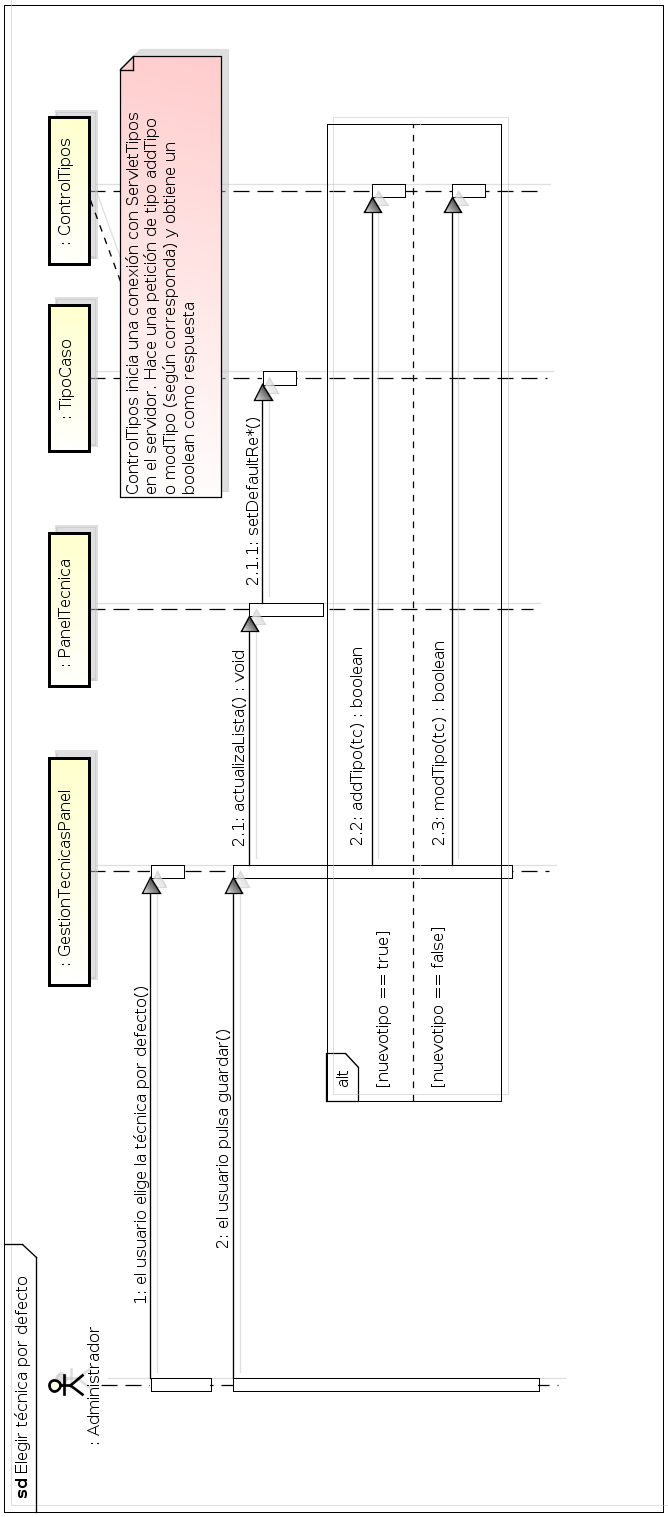 sd Elegir técnica por defecto
: Administrador
: GestionTecnicasPanel
: PanelTecnica
: TipoCaso
: ControlTipos
ControlTipos inicia una conexión con ServletTipos
en el servidor. Hace una petición de tipo addTipo
o modTipo (según corresponda) y obtiene un
boolean como respuesta
1: el usuario elige la técnica por defecto()
2: el usuario pulsa guardar()
2.1: actualizaLista() : void
2.1.1: setDefaultRe*()
alt
[nuevotipo == true]
2.2: addTipo(tc) : boolean
[nuevotipo == false]
2.3: modTipo(tc) : boolean